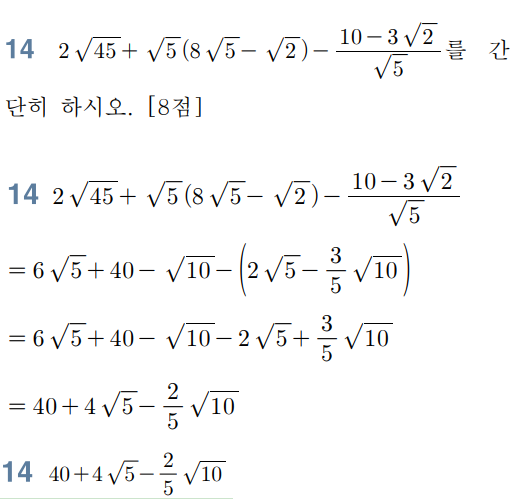 14 2√45 + √5(8√5 − √2) − (10 − 3√2)/√5 를 간
단히 하시오. [8점]
14 2√45 + √5(8√5 − √2) − (10 − 3√2)/√5
= 6√5 + 40 − √10 − (2√5 − 3/5 √10)
= 6√5 + 40 − √10 − 2√5 + 3/5 √10
= 40 + 4√5 − 2/5 √10
14 40 + 4√5 − 2/5 √10